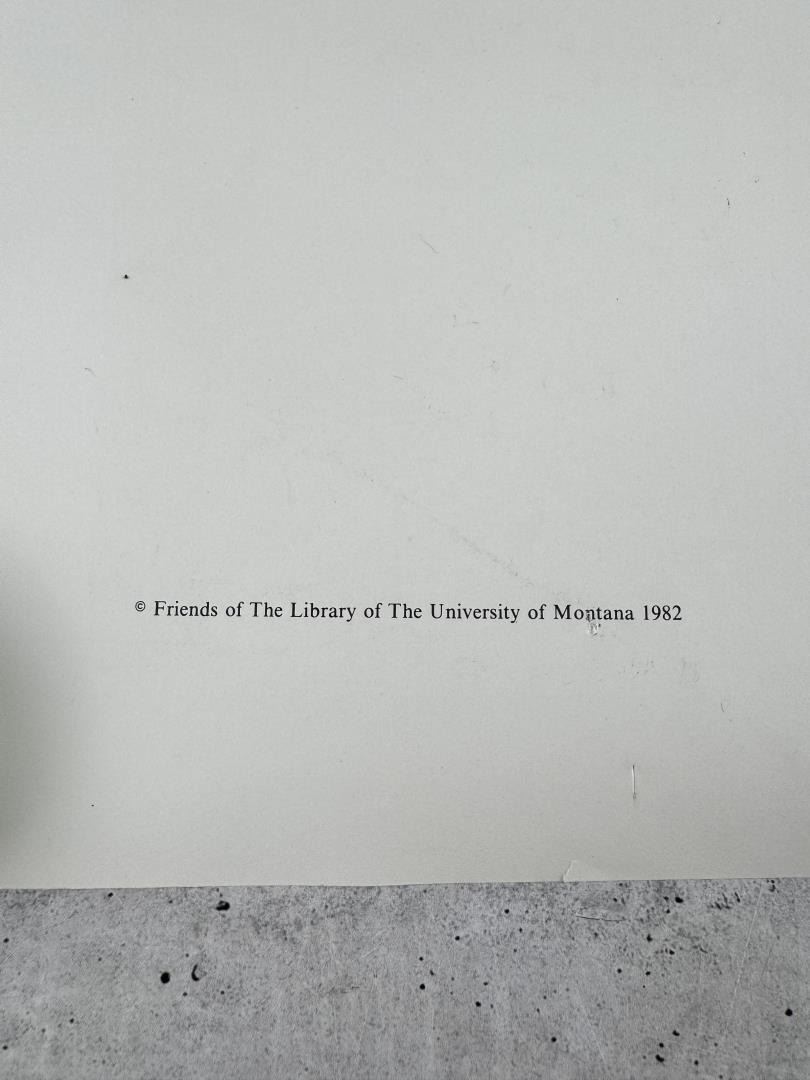 © Friends of The Library of The University of Montana 1982